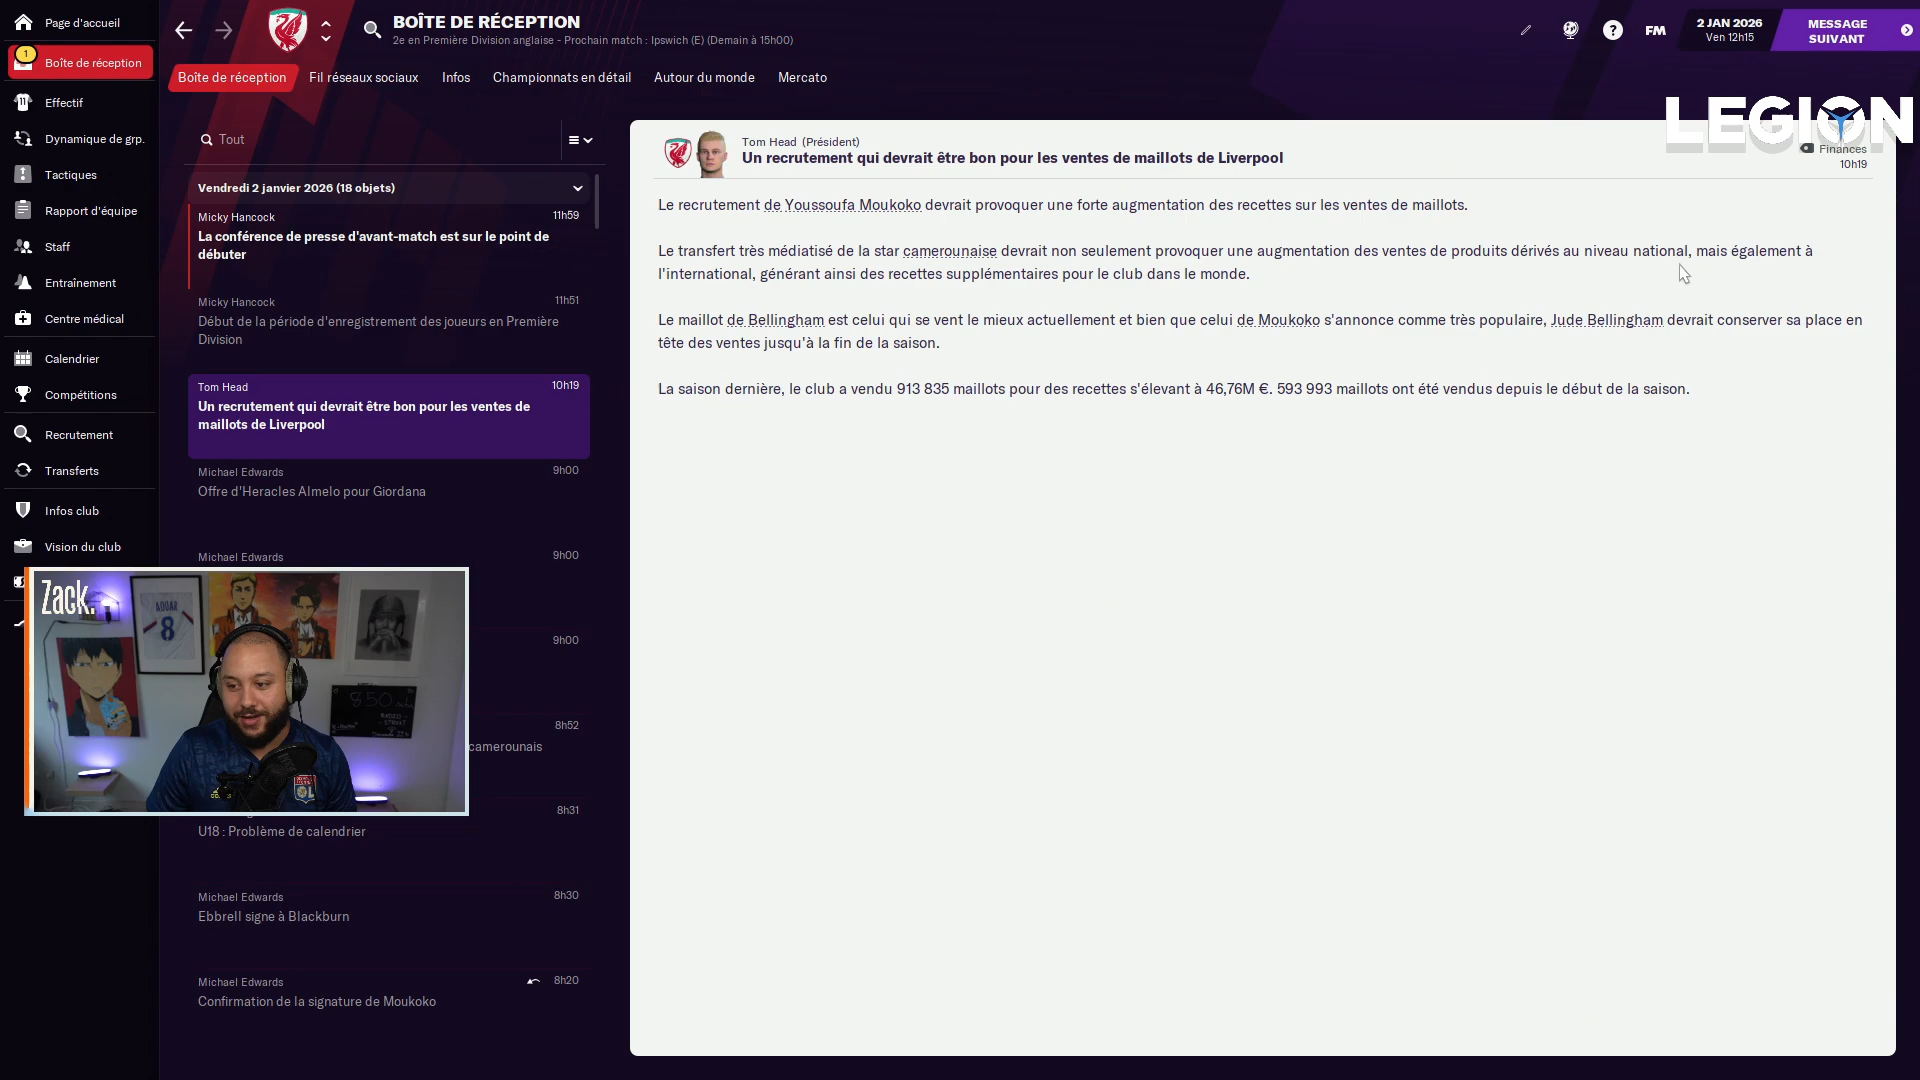 Page d'accueil
1
Boîte de réception
Effectif
Dynamique de grp.
Tactiques
Rapport d'équipe
Staff
Entraînement
Centre médical
Calendrier
Compétitions
Recrutement
Transferts
Infos club
Vision du club
BOÎTE DE RÉCEPTION
2e en Première Division anglaise - Prochain match : Ipswich (E) (Demain à 15h00)
FM
2 JAN 2026
Ven 12h15
MESSAGE
SUIVANT
Boîte de réception
Fil réseaux sociaux
Infos
Championnats en détail
Autour du monde
Mercato
LEGION
Tout
Vendredi 2 janvier 2026 (18 objets)
Micky Hancock 11h59
La conférence de presse d'avant-match est sur le point de
débuter
Micky Hancock 11h51
Début de la période d'enregistrement des joueurs en Première
Division
Tom Head 10h19
Un recrutement qui devrait être bon pour les ventes de
maillots de Liverpool
Michael Edwards 9h00
Offre d'Heracles Almelo pour Giordana
Michael Edwards 9h00
9h00
8h52
camerounais
8h31
U18 : Problème de calendrier
Michael Edwards 8h30
Ebbrell signe à Blackburn
Michael Edwards 8h20
Confirmation de la signature de Moukoko
Tom Head (Président)
Un recrutement qui devrait être bon pour les ventes de maillots de Liverpool
Finances
10h19
Le recrutement de Youssoufa Moukoko devrait provoquer une forte augmentation des recettes sur les ventes de maillots.
Le transfert très médiatisé de la star camerounaise devrait non seulement provoquer une augmentation des ventes de produits dérivés au niveau national, mais également à
l'international, générant ainsi des recettes supplémentaires pour le club dans le monde.
Le maillot de Bellingham est celui qui se vent le mieux actuellement et bien que celui de Moukoko s'annonce comme très populaire, Jude Bellingham devrait conserver sa place en
tête des ventes jusqu'à la fin de la saison.
La saison dernière, le club a vendu 913 835 maillots pour des recettes s'élevant à 46,76M €. 593 993 maillots ont été vendus depuis le début de la saison.
Zack.
AOUAR
8
850
OL